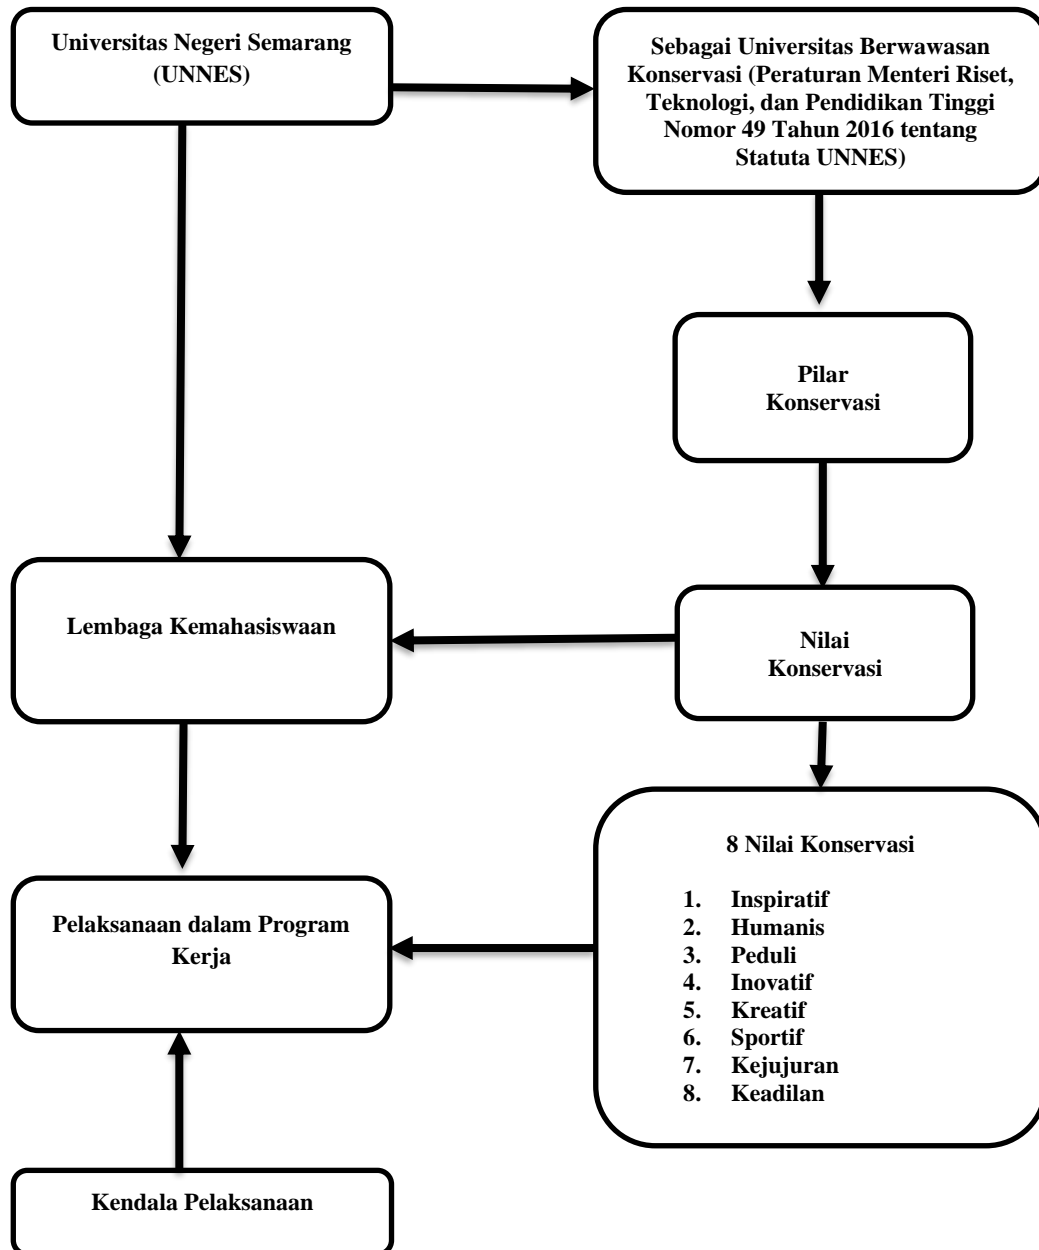 Universitas Negeri Semarang
(UNNES)
Sebagai Universitas Berwawasan
Konservasi (Peraturan Menteri Riset,
Teknologi, dan Pendidikan Tinggi
Nomor 49 Tahun 2016 tentang
Statuta UNNES)
Pilar
Konservasi
Lembaga Kemahasiswaan
Nilai
Konservasi
8 Nilai Konservasi
1. Inspiratif
2. Humanis
3. Peduli
4. Inovatif
5. Kreatif
6. Sportif
7. Kejujuran
8. Keadilan
Pelaksanaan dalam Program
Kerja
Kendala Pelaksanaan